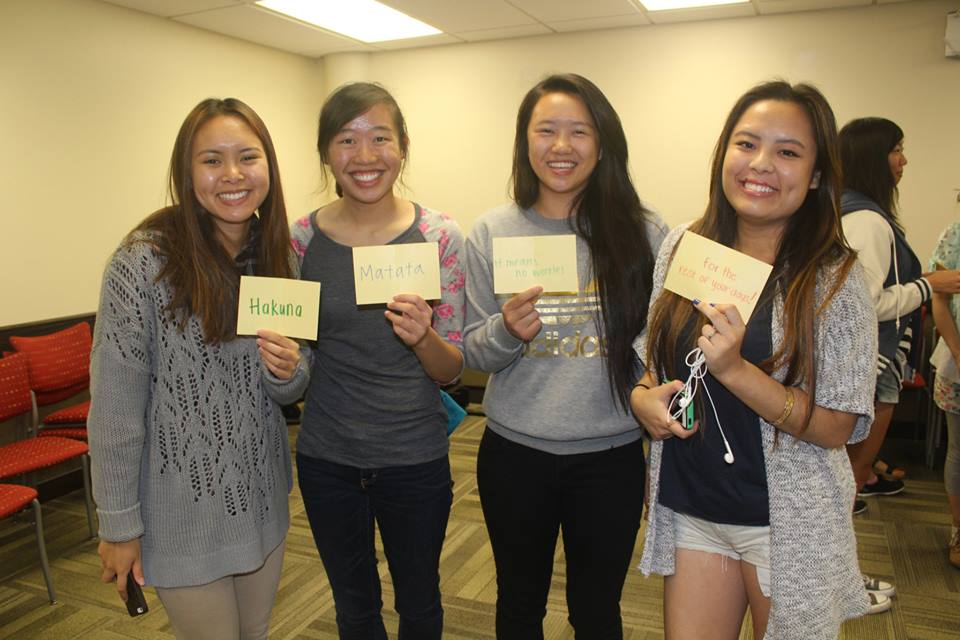 Hakuna
Matata
It means
no worries
for the
rest of your days!
adidas